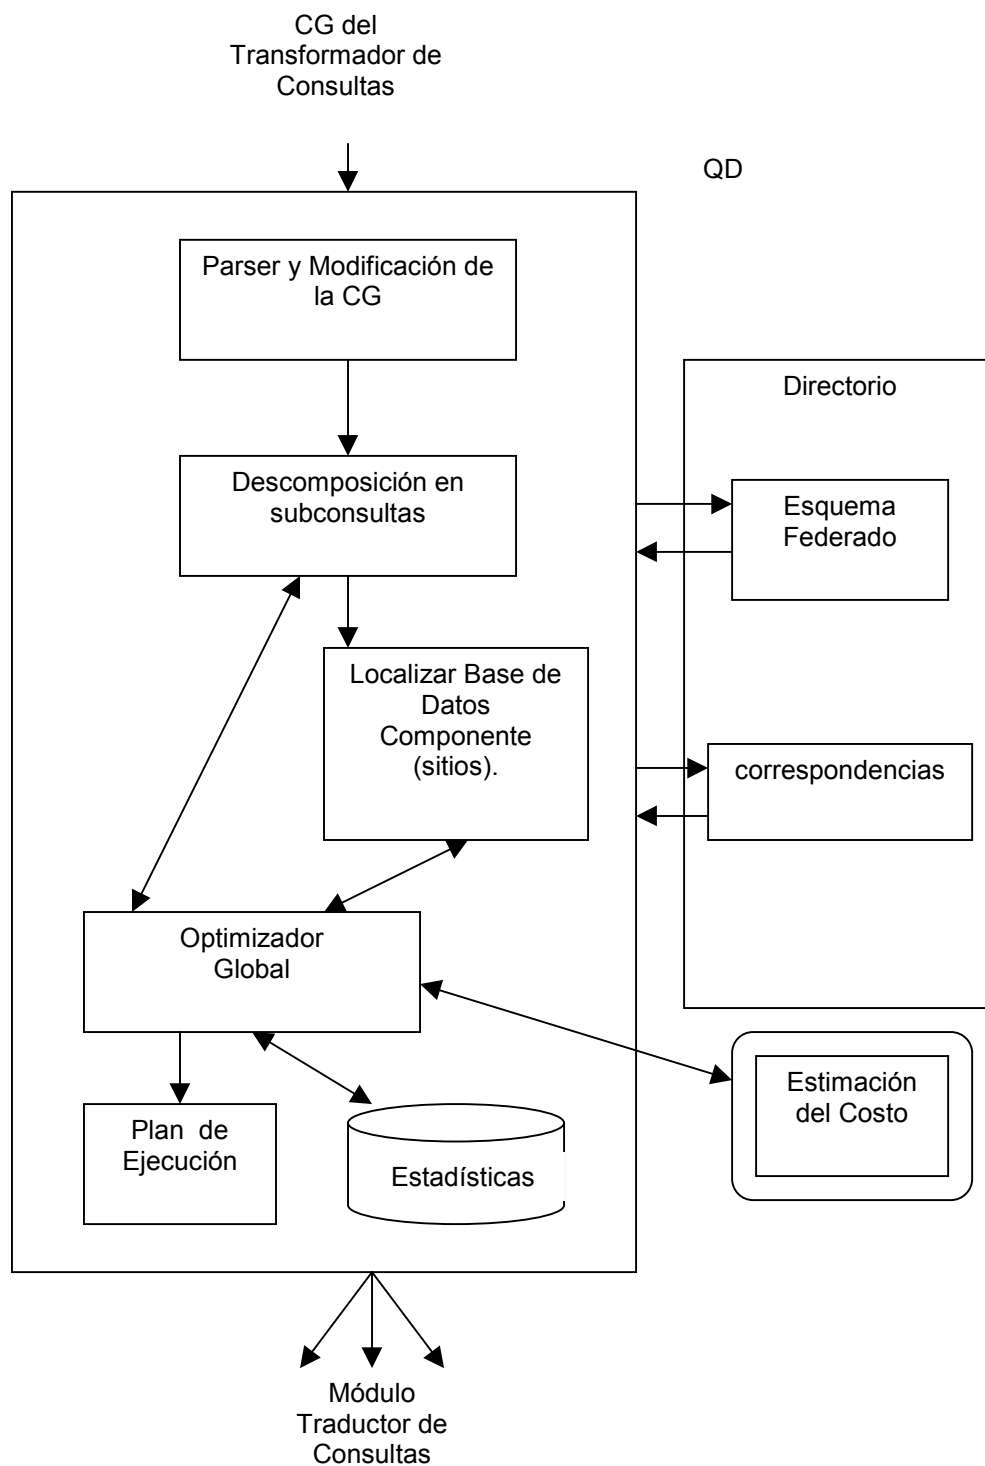 CG del
Transformador de
Consultas
QD
Parser y Modificación de
la CG
Directorio
Descomposición en
subconsultas
Esquema
Federado
Localizar Base de
Datos
Componente
(sitios).
correspondencias
Optimizador
Global
Estimación
del Costo
Plan de
Ejecución
Estadísticas
Módulo
Traductor de
Consultas